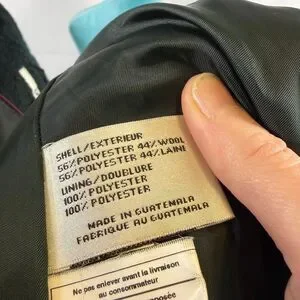 SHELL/EXTERIEUR
56% POLYESTER 44% WOOL
56% POLYESTER 44% LAINE
LINING/DOUBLURE
100% POLYESTER
100% POLYESTER
MADE IN GUATEMALA
FABRIQUE AU GUATEMALA
Ne pas enlever avant la livraison
au consommateur